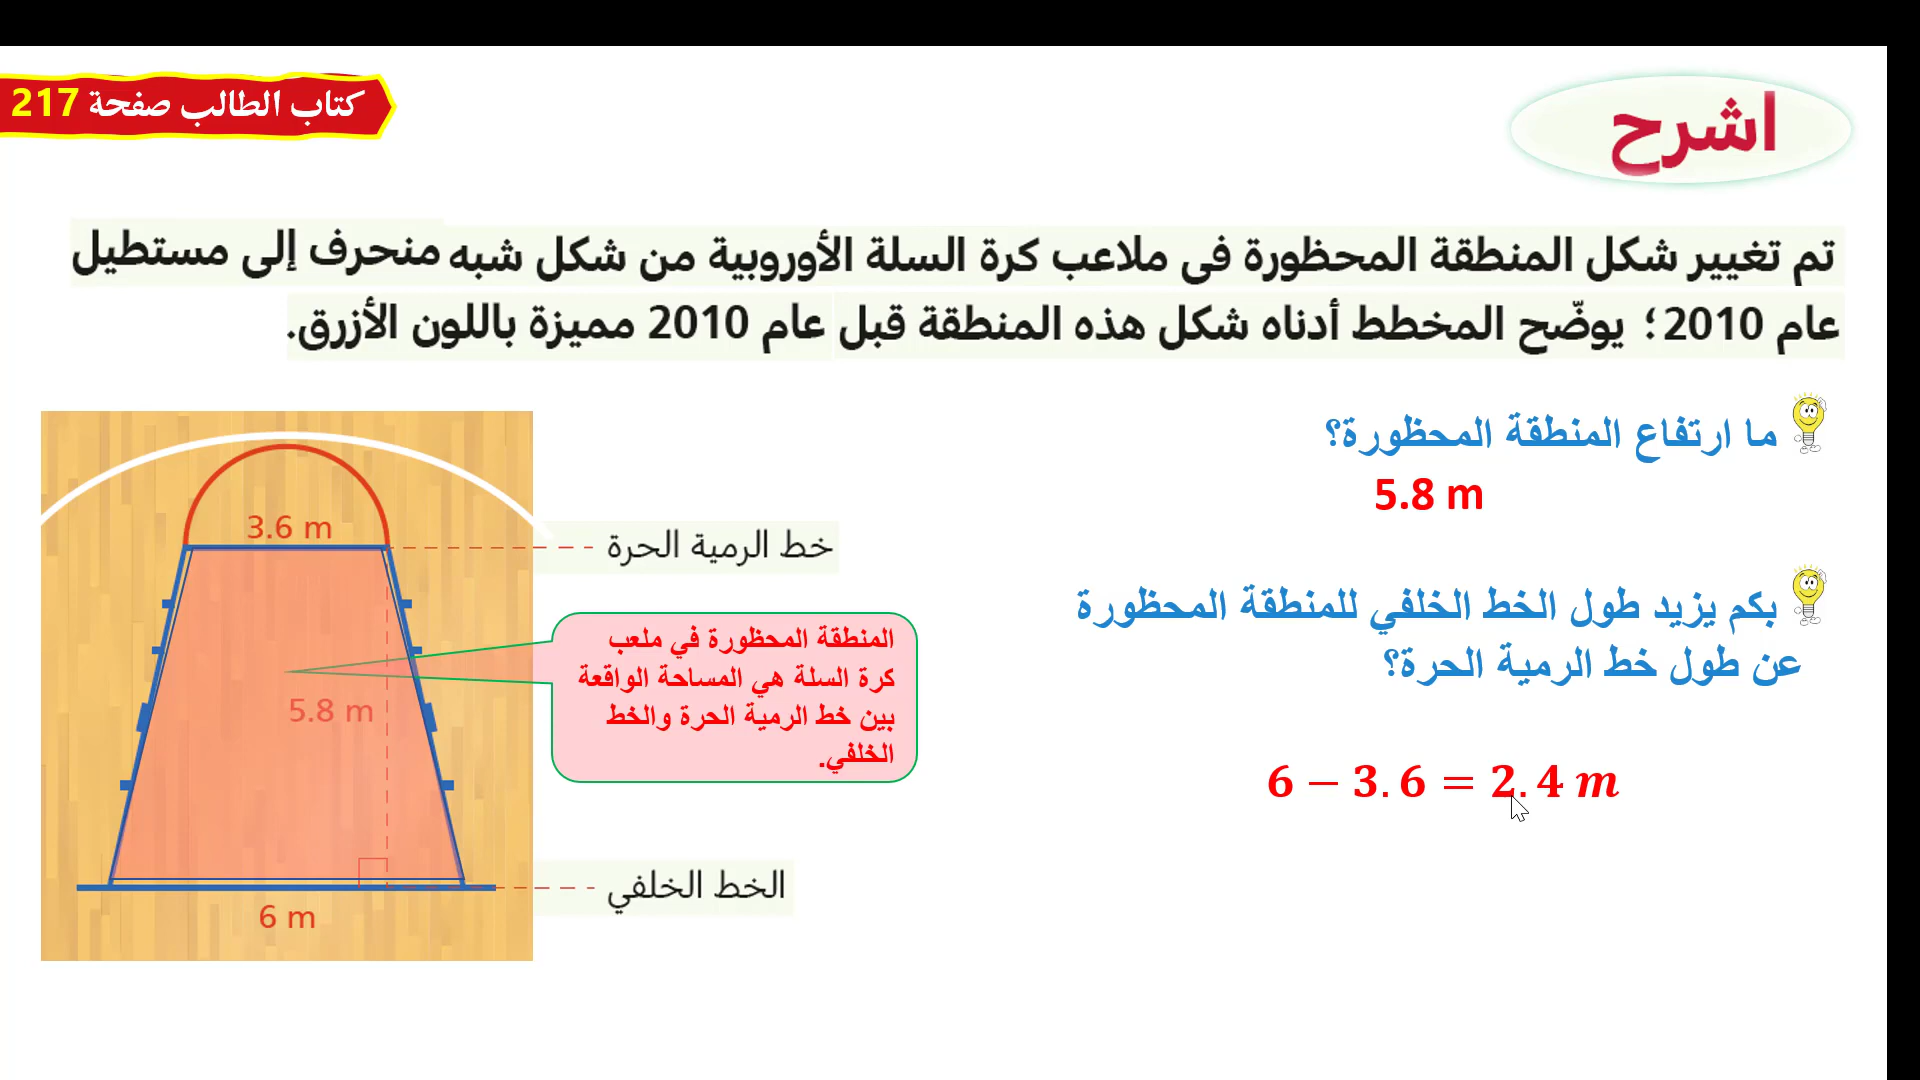 كتاب الطالب صفحة 217
اشرح
تم تغيير شكل المنطقة المحظورة في ملاعب كرة السلة الأوروبية من شكل شبه منحرف إلى مستطيل
عام 2010؛ يوضّح المخطط أدناه شكل هذه المنطقة قبل عام 2010 مميزة باللون الأزرق.
ما ارتفاع المنطقة المحظورة؟
5.8 m
بكم يزيد طول الخط الخلفي للمنطقة المحظورة
عن طول خط الرمية الحرة؟
6 − 3.6 = 2.4 m
3.6 m
خط الرمية الحرة
المنطقة المحظورة في ملعب
كرة السلة هي المساحة الواقعة
بين خط الرمية الحرة والخط
الخلفي.
5.8 m
الخط الخلفي
6 m